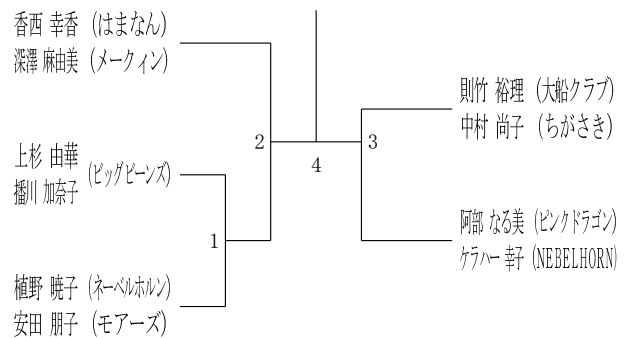 香西 幸香 (はまなん)
深澤 麻由美 (メークィン)
上杉 由華
播川 加奈子
(ビッグビーンズ)
植野 暁子 (ネーベルホルン)
安田 朋子 (モアーズ)
1
2
4
3
則竹 裕理 (大船クラブ)
中村 尚子 (ちがさき)
阿部 なる美 (ピンクドラゴン)
ケラハー 幸子 (NEBELHORN)